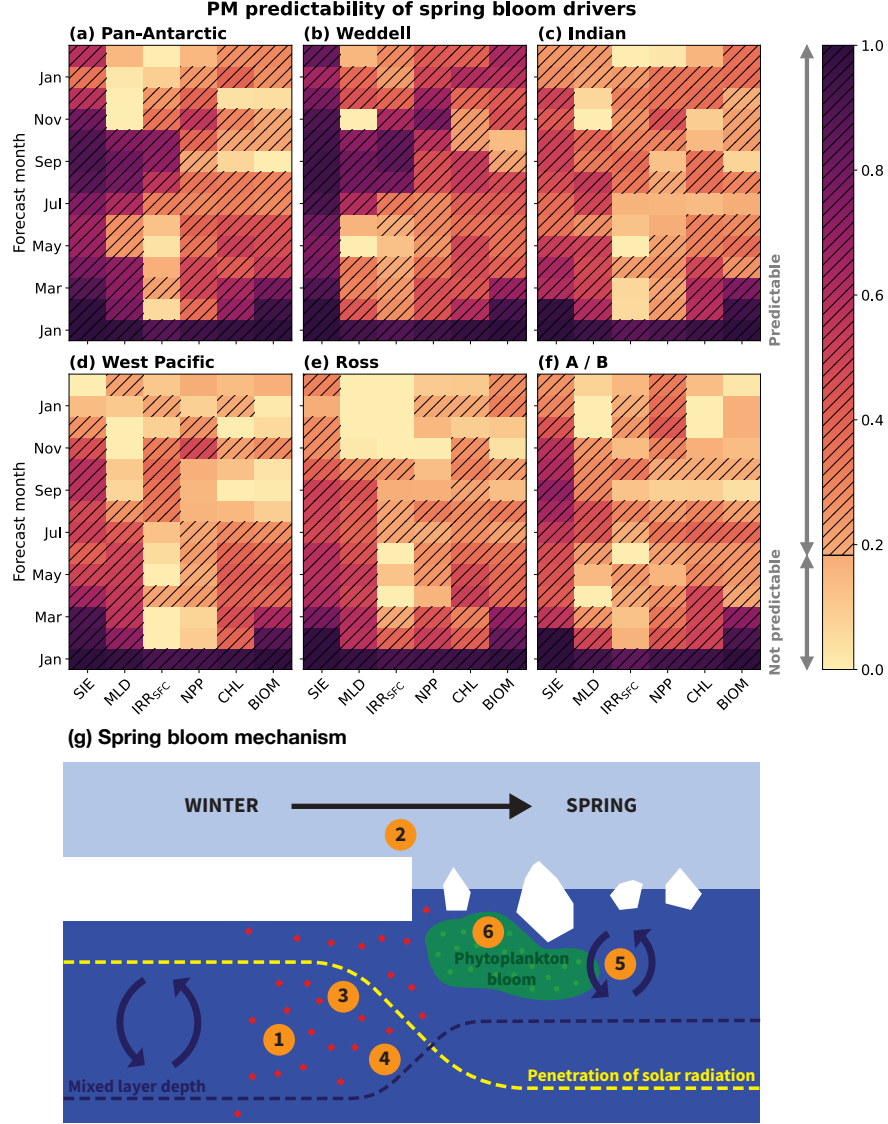 PM predictability of spring bloom drivers
(a) Pan-Antarctic
(b) Weddell
(c) Indian
Forecast month
Jan
Nov
Sep
Jul
May
Mar
Jan
(d) West Pacific
(e) Ross
(f) A / B
Forecast month
Jan
Nov
Sep
Jul
May
Mar
Jan
SIE
MLD
IRRSFC
NPP
CHL
BIOM
SIE
MLD
IRRSFC
NPP
CHL
BIOM
SIE
MLD
IRRSFC
NPP
CHL
BIOM
Predictable
Not predictable
1.0
0.8
0.6
0.4
0.2
0.0
(g) Spring bloom mechanism
WINTER
SPRING
2
6
Phytoplankton
bloom
5
3
1
4
Mixed layer depth
Penetration of solar radiation